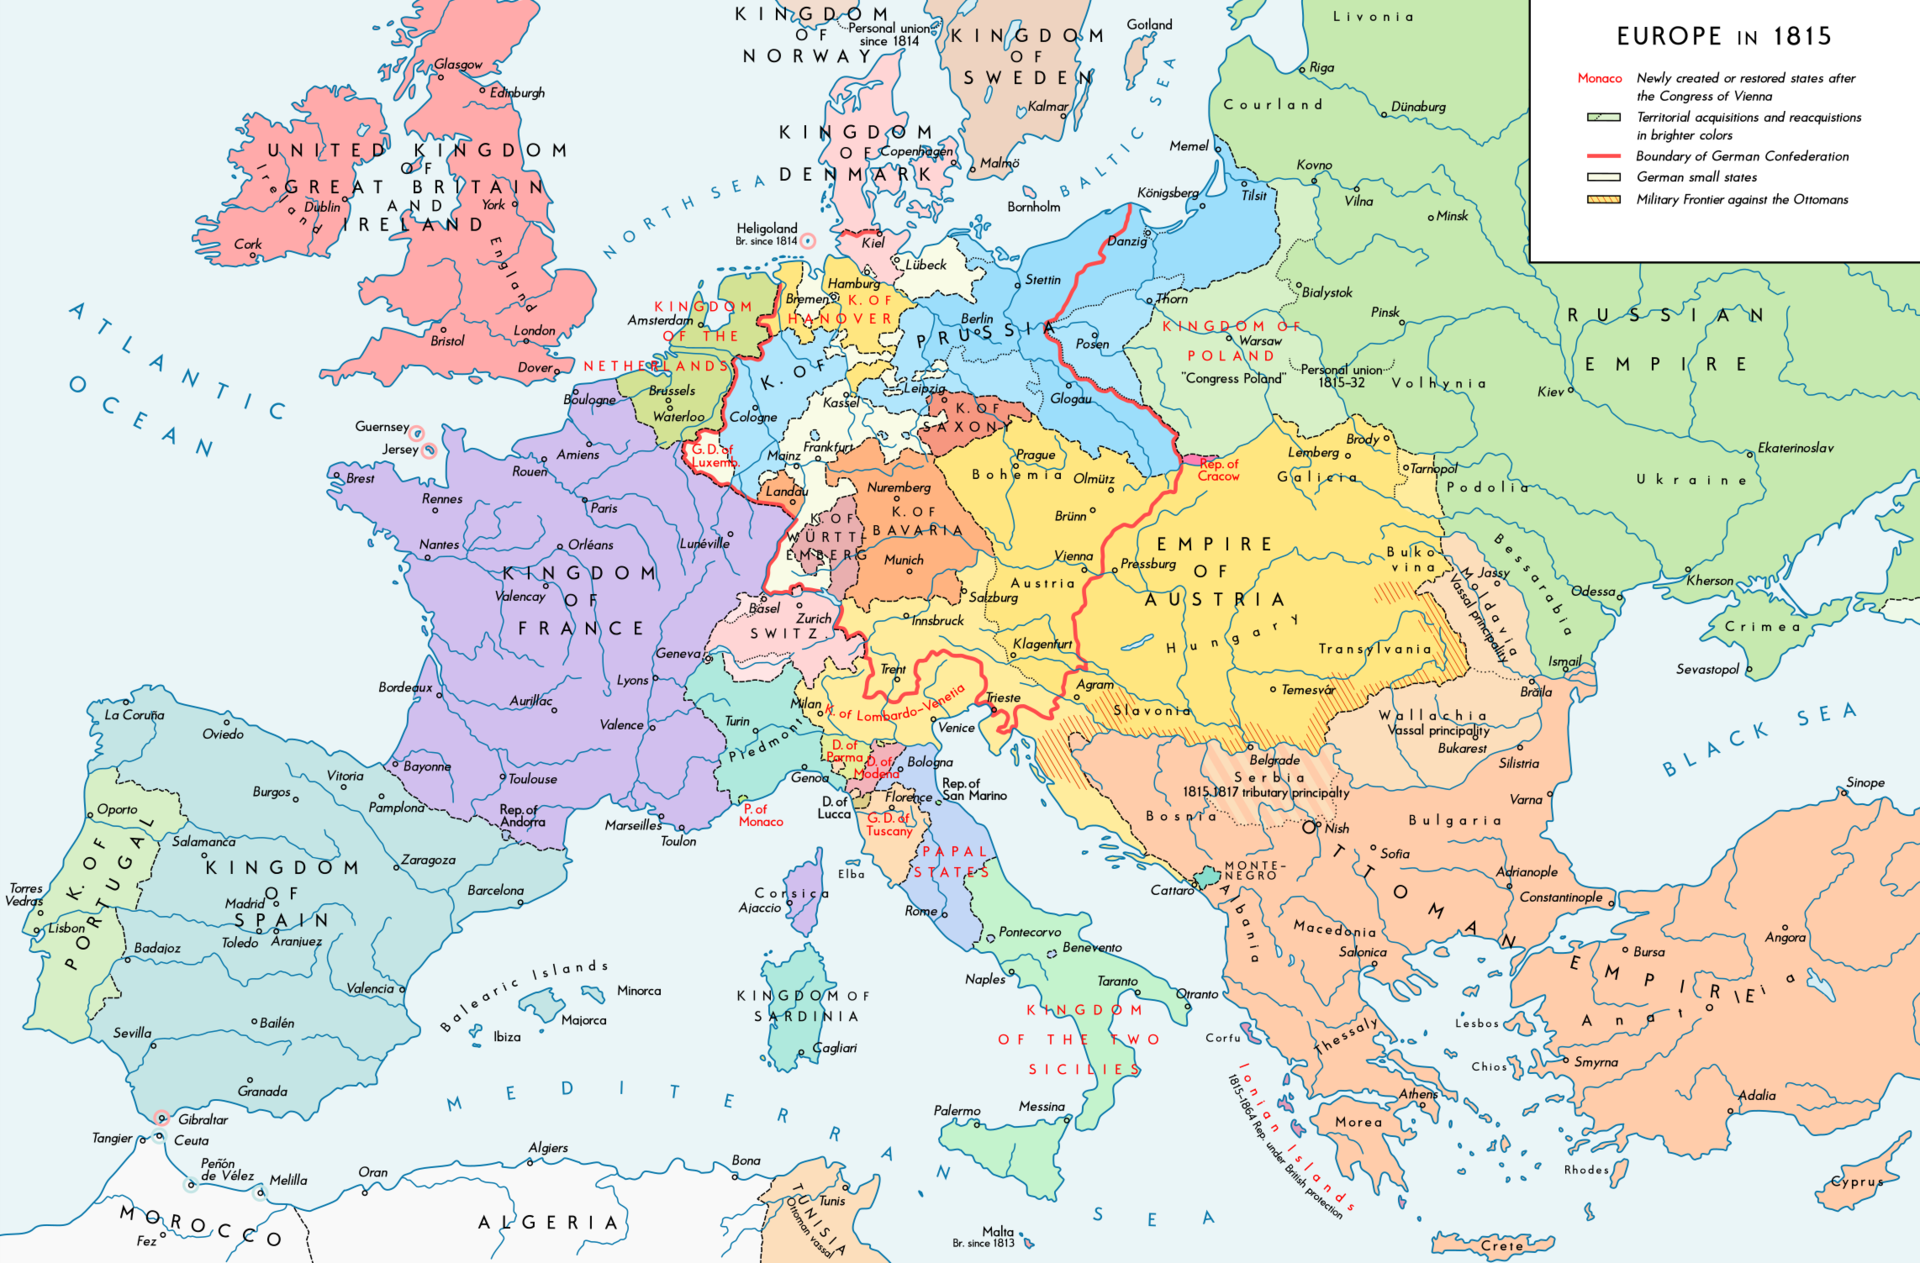 EUROPE IN 1815
Monaco
Newly created or restored states after
the Congress of Vienna
Territorial acquisitions and reacquistions
in brighter colors
Boundary of German Confederation
German small states
Military Frontier against the Ottomans
KINGDOM
OF
NORWAY
Personal union
since 1814
KINGDOM
OF
SWEDEN
Gotland
Kalmar
Malmö
BALTIC SEA
Livonia
Riga
Courland
Dünaburg
Memel
Kovno
Vilna
Minsk
Tilsit
Königsberg
Glasgow
Edinburgh
UNITED KINGDOM
OF
GREAT BRITAIN
AND
IRELAND
Ireland
Dublin
York
Cork
England
London
Bristol
Dover
NORTH SEA
ATLANTIC
OCEAN
KINGDOM
OF
DENMARK
Copenhagen
Bornholm
Heligoland
Br. since 1814
Kiel
Lübeck
Hamburg
Bremen
K. OF
HANOVER
KINGDOM
OF THE
NETHERLANDS
Amsterdam
Brussels
Waterloo
Boulogne
Danzig
Stettin
Thorn
Bialystok
Pinsk
Berlin
K. OF PRUSSIA
Posen
KINGDOM OF
POLAND
Warsaw
"Congress Poland"
Personal union
1815-32
Volhynia
RUSSIAN
EMPIRE
Kiev
Ekaterinoslav
Ukraine
Podolia
Glogau
Leipzig
Kassel
Cologne
K. OF
SAXONY
G.D. of
Luxemb.
Mainz
Frankfurt
Landau
Nuremberg
K. OF
BAVARIA
Munich
K. OF
WÜRTT-
EMBERG
Prague
Bohemia
Olmütz
Brünn
Rep. of
Cracow
Lemberg
Brody
Galicia
Tarnopol
Guernsey
Jersey
Amiens
Rouen
Brest
Rennes
Paris
Nantes
Orléans
Lunéville
KINGDOM
OF
FRANCE
Valencay
Geneva
Lyons
Bordeaux
Aurillac
Valence
Bayonne
Toulouse
Marseilles
Toulon
Basel
Zurich
SWITZ.
Salzburg
Innsbruck
Vienna
Austria
Pressburg
EMPIRE
OF
AUSTRIA
Hungary
Buko-
vina
Transylvania
Klagenfurt
Trent
Trieste
Agram
Slavonia
Temesvár
Jassy
Moldavia
Vassal principality
Bessarabia
Odessa
Kherson
Crimea
Sevastopol
Ismail
Brăila
Wallachia
Vassal principality
Bukarest
Silistria
Varna
BLACK SEA
Sinope
Milan
K. of Lombardo-Venetia
Venice
Turin
Piedmont
D. of
Parma
D. of
Modena
Genoa
Bologna
Rep. of
San Marino
Florence
D. of
Lucca
G.D. of
Tuscany
P. of
Monaco
PAPAL
STATES
Elba
Rome
Corsica
Ajaccio
KINGDOM OF
SARDINIA
Cagliari
Pontecorvo
Benevento
Naples
Taranto
Otranto
KINGDOM
OF THE TWO
SICILIES
Palermo
Messina
Malta
Br. since 1813
Belgrade
Serbia
1815.1817 tributary principalty
Bosnia
Nish
Bulgaria
Sofia
MONTE-
NEGRO
Cattaro
Albania
Macedonia
Salonica
Adrianople
Constantinople
OTTOMAN
EMPIRE
Bursa
Angora
Anatolia
Lesbos
Chios
Smyrna
Adalia
Thessaly
Corfu
Ionian Islands
1815-1864 Rep. under British protection
Athens
Morea
Rhodes
Cyprus
Crete
La Coruña
Oviedo
Vitoria
Burgos
Pamplona
Rep. of
Andorra
Oporto
Salamanca
Zaragoza
Barcelona
KINGDOM
OF
SPAIN
Madrid
Toledo
Aranjuez
K. OF
PORTUGAL
Torres
Vedras
Lisbon
Badajoz
Valencia
Balearic Islands
Minorca
Majorca
Ibiza
Sevilla
Bailén
Granada
Gibraltar
Tangier
Ceuta
Peñón
de Vélez
Melilla
Oran
Algiers
Bona
Tunis
TUNISIA
Ottoman vassal
MOROCCO
Fez
ALGERIA
MEDITERRANEAN SEA